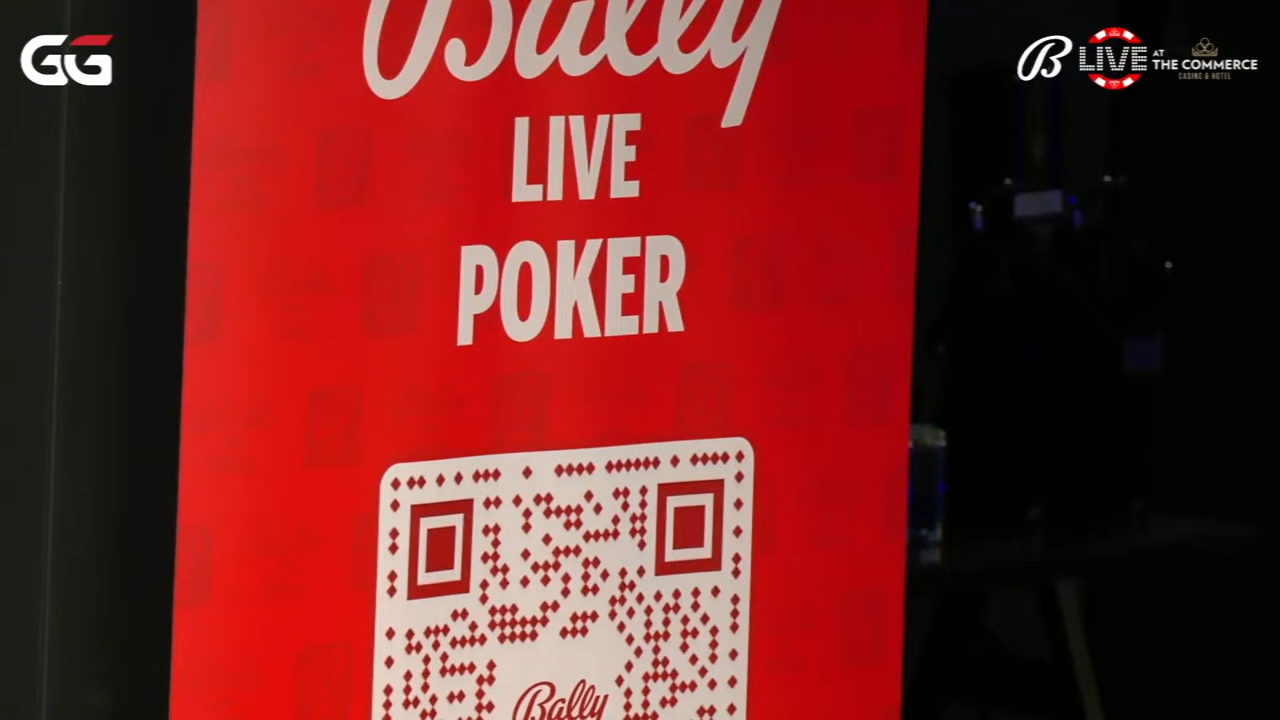 GG
B LIVE AT THE COMMERCE
CASINO & HOTEL
Bally
LIVE
POKER
Bally